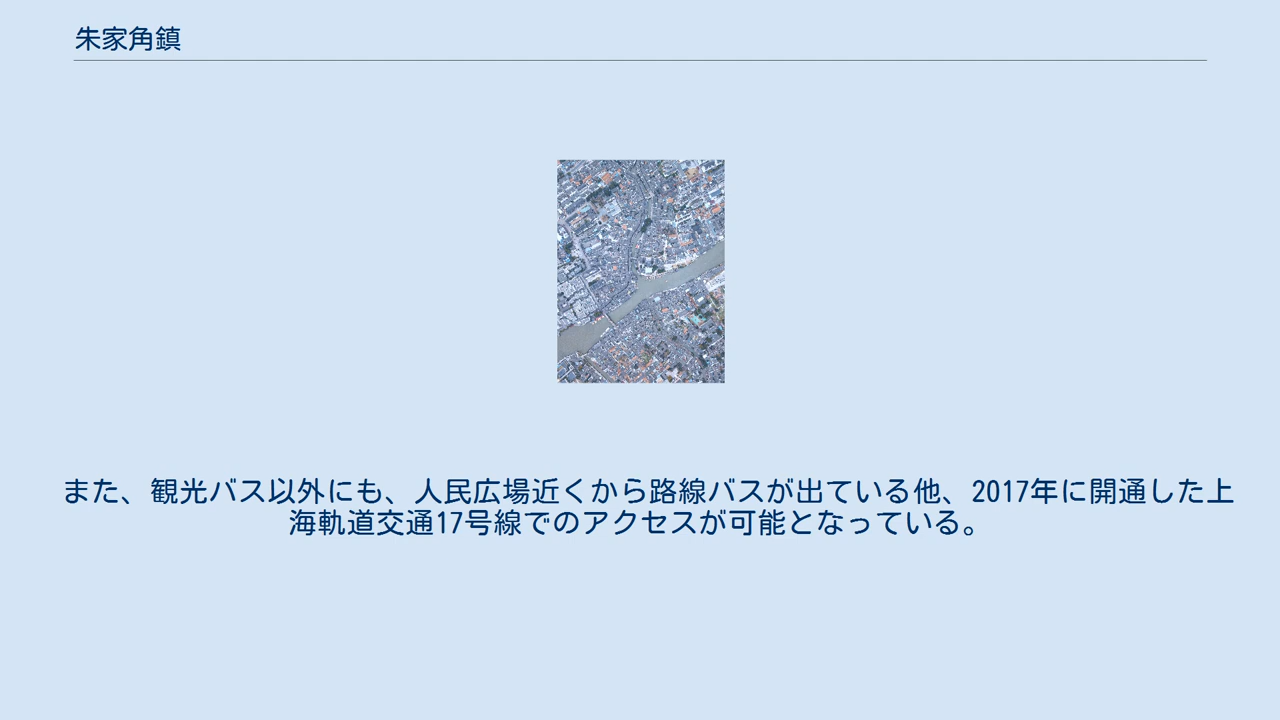 朱家角鎮
また、観光バス以外にも、人民広場近くから路線バスが出ている他、2017年に開通した上
海軌道交通17号線でのアクセスが可能となっている。